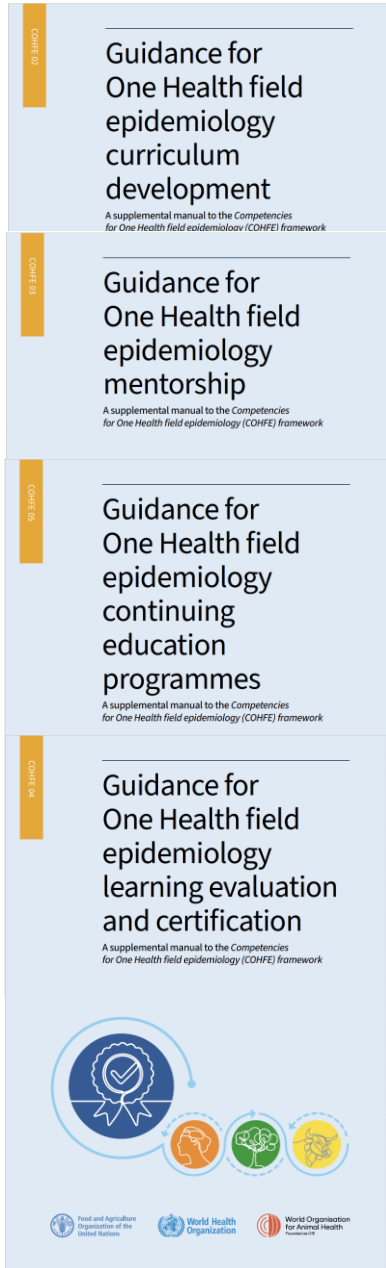 COHFE 02
Guidance for
One Health field
epidemiology
curriculum
development
A supplemental manual to the Competencies
for One Health field epidemiology (COHFE) framework
COHFE 03
Guidance for
One Health field
epidemiology
mentorship
A supplemental manual to the Competencies
for One Health field epidemiology (COHFE) framework
COHFE 05
Guidance for
One Health field
epidemiology
continuing
education
programmes
A supplemental manual to the Competencies
for One Health field epidemiology (COHFE) framework
COHFE 04
Guidance for
One Health field
epidemiology
learning evaluation
and certification
A supplemental manual to the Competencies
for One Health field epidemiology (COHFE) framework
Food and Agriculture
Organization of the
United Nations
World Health
Organization
World Organisation
for Animal Health
Founded as OIE